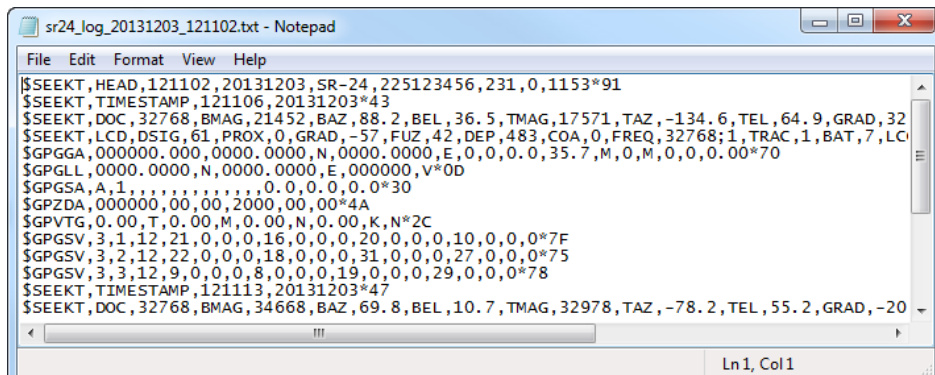 sr24_log_20131203_121102.txt - Notepad
File Edit Format View Help
$SEEKT,HEAD,121102,20131203,SR-24,225123456,231,0,1153*91
$SEEKT,TIMESTAMP,121106,20131203*43
$SEEKT,DOC,32768,BMAG,21452,BAZ,88.2,BEL,36.5,TMAG,17571,TAZ,-134.6,TEL,64.9,GRAD,32
$SEEKT,LCD,DSIG,61,PROX,0,GRAD,-57,FUZ,42,DEP,483,COA,0,FREQ,32768;1,TRAC,1,BAT,7,LC
$GPGGA,000000.000,0000.0000,N,0000.0000,E,0,0,0.0,35.7,M,0,M,0,0,0.00*70
$GPGLL,0000.0000,N,0000.0000,E,000000,V*0D
$GPGSA,A,1,,,,,,,,,,,,,0.0,0.0,0.0*30
$GPZDA,000000,00,00,2000,00,00*4A
$GPVTG,0.00,T,0.00,M,0.00,N,0.00,K,N*2C
$GPGSV,3,1,12,21,0,0,0,16,0,0,0,20,0,0,0,10,0,0,0*7F
$GPGSV,3,2,12,22,0,0,0,18,0,0,0,31,0,0,0,27,0,0,0*75
$GPGSV,3,3,12,9,0,0,0,8,0,0,0,19,0,0,0,29,0,0,0*78
$SEEKT,TIMESTAMP,121113,20131203*47
$SEEKT,DOC,32768,BMAG,34668,BAZ,69.8,BEL,10.7,TMAG,32978,TAZ,-78.2,TEL,55.2,GRAD,-20
Ln 1, Col 1